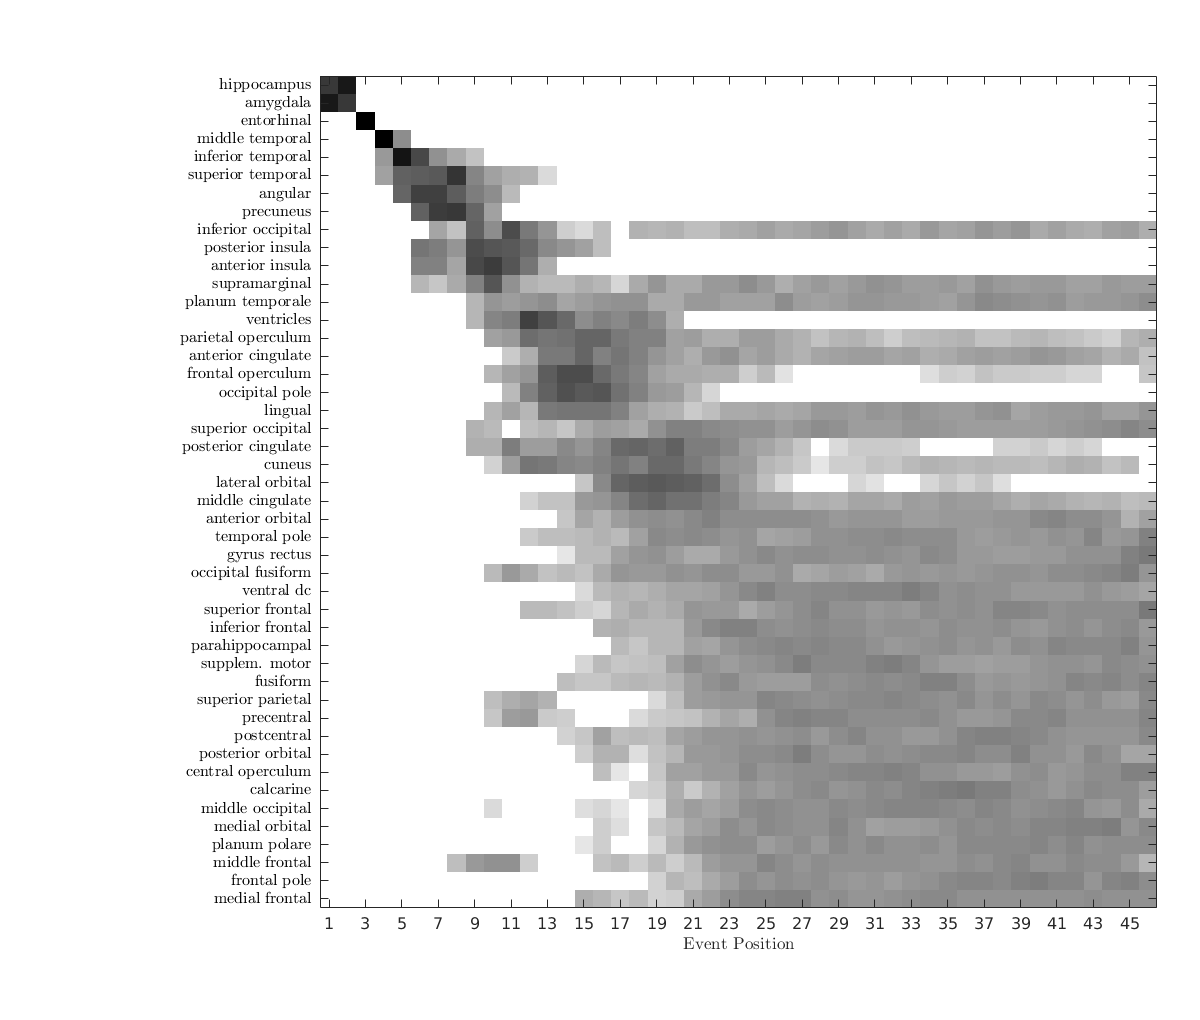 hippocampus
amygdala
entorhinal
middle temporal
inferior temporal
superior temporal
angular
precuneus
inferior occipital
posterior insula
anterior insula
supramarginal
planum temporale
ventricles
parietal operculum
anterior cingulate
frontal operculum
occipital pole
lingual
superior occipital
posterior cingulate
cuneus
lateral orbital
middle cingulate
anterior orbital
temporal pole
gyrus rectus
occipital fusiform
ventral dc
superior frontal
inferior frontal
parahippocampal
supplem. motor
fusiform
superior parietal
precentral
postcentral
posterior orbital
central operculum
calcarine
middle occipital
medial orbital
planum polare
middle frontal
frontal pole
medial frontal
1 3 5 7 9 11 13 15 17 19 21 23 25 27 29 31 33 35 37 39 41 43 45
Event Position